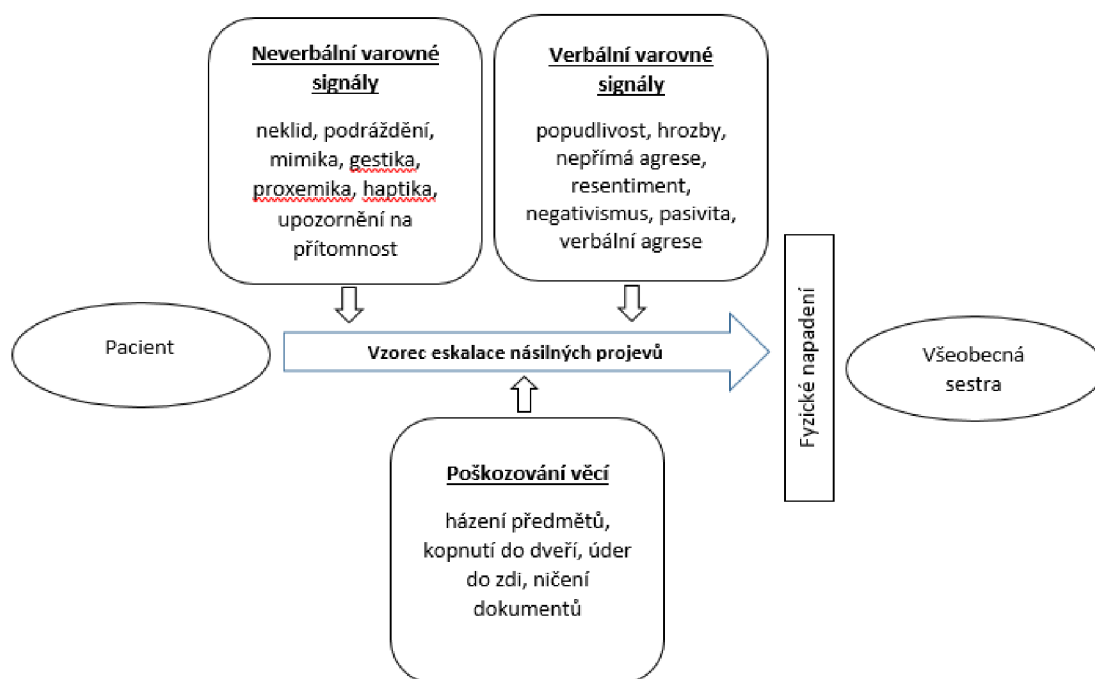 Neverbální varovné
signály
neklid, podráždění,
mimika, gestika,
proxemika, haptika,
upozornění na
přítomnost
Verbální varovné
signály
popudlivost, hrozby,
nepřímá agrese,
resentiment,
negativismus, pasivita,
verbální agrese
Pacient
Vzorec eskalace násilných projevů
Fyzické napadení
Všeobecná
sestra
Poškozování věcí
házení předmětů,
kopnutí do dveří, úder
do zdi, ničení
dokumentů